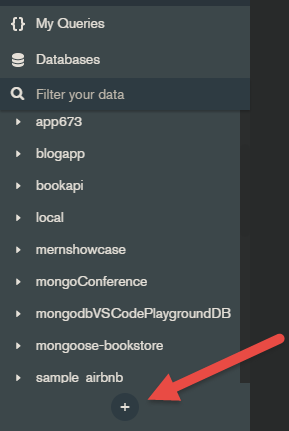 {} My Queries
Databases
Filter your data
app673
blogapp
bookapi
local
mernshowcase
mongoConference
mongodbVSCodePlaygroundDB
mongoose-bookstore
sample_airbnb
+